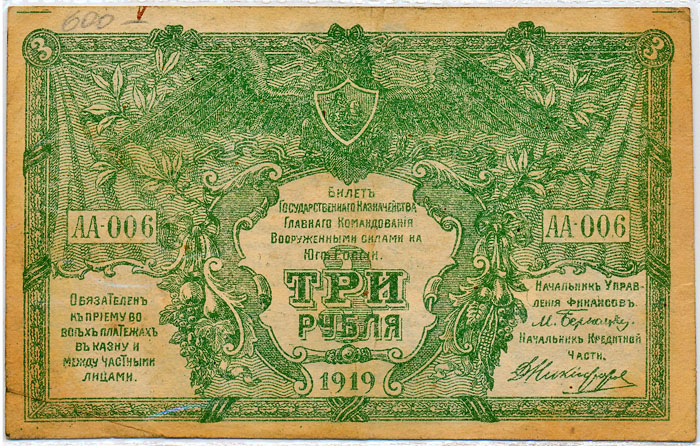 600
3 3
Билетъ
Государственнаго Казначейства
Главнаго Командованія
Вооруженными силами на
Югѣ Россіи.
АА-006 АА-006
ТРИ
РУБЛЯ
1919
Обязателенъ
къ пріему во
всѣхъ платежахъ
въ казну и
между частными
лицами.
Начальникъ Управ-
ленія Финансовъ.
Начальникъ Кредитной
Части.